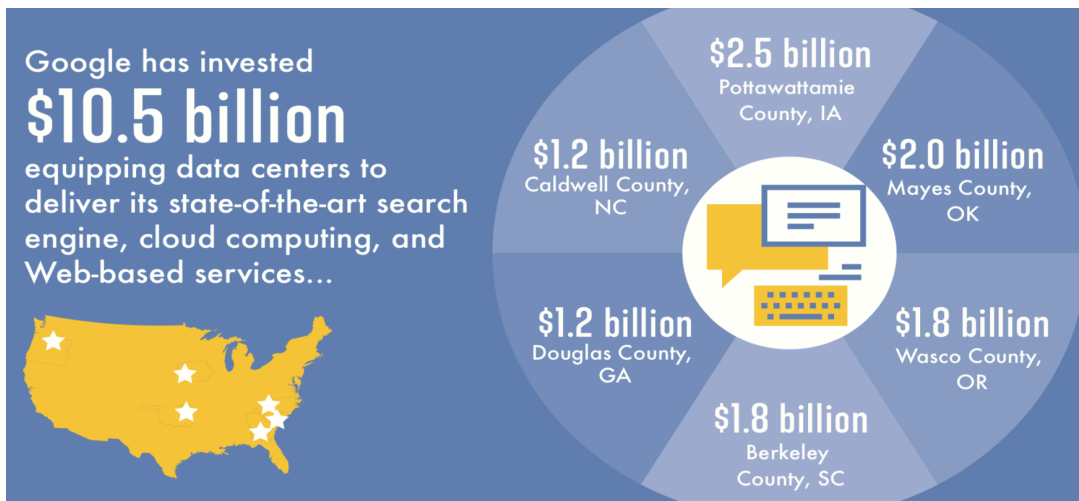 Google has invested
$10.5 billion
equipping data centers to
deliver its state-of-the-art search
engine, cloud computing, and
Web-based services...
$2.5 billion
Pottawattamie
County, IA
$2.0 billion
Mayes County,
OK
$1.8 billion
Wasco County,
OR
$1.8 billion
Berkeley
County, SC
$1.2 billion
Douglas County,
GA
$1.2 billion
Caldwell County,
NC